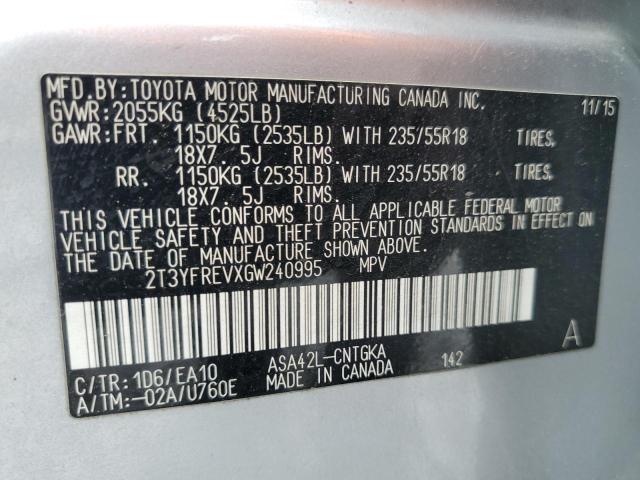 MFD.BY:TOYOTA MOTOR MANUFACTURING CANADA INC. 11/15
GVWR:2055KG (4525LB)
GAWR:FRT. 1150KG (2535LB) WITH 235/55R18 TIRES,
18X7. 5J RIMS.
RR. 1150KG (2535LB) WITH 235/55R18 TIRES,
18X7. 5J RIMS.
THIS VEHICLE CONFORMS TO ALL APPLICABLE FEDERAL MOTOR
VEHICLE SAFETY AND THEFT PREVENTION STANDARDS IN EFFECT ON
THE DATE OF MANUFACTURE SHOWN ABOVE.
2T3YFREVXGW240995 MPV
A
C/TR:1D6/EA10 ASA42L-CNTGKA 142
A/TM:-02A/U760E MADE IN CANADA